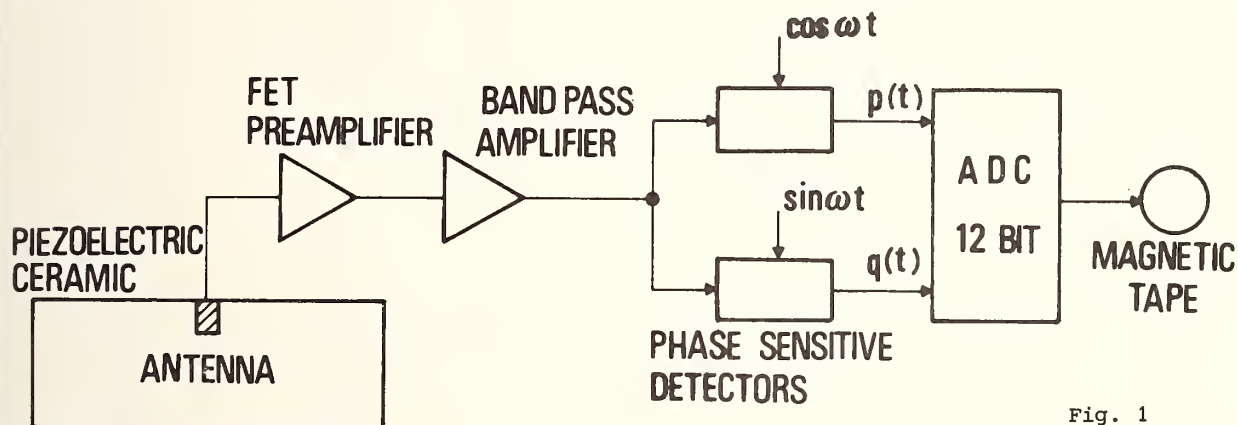 cos ω t
FET
PREAMPLIFIER
BAND PASS
AMPLIFIER
p(t)
ADC
12 BIT
sinωt
q(t)
PIEZOELECTRIC
CERAMIC
MAGNETIC
TAPE
ANTENNA
PHASE SENSITIVE
DETECTORS
Fig. 1